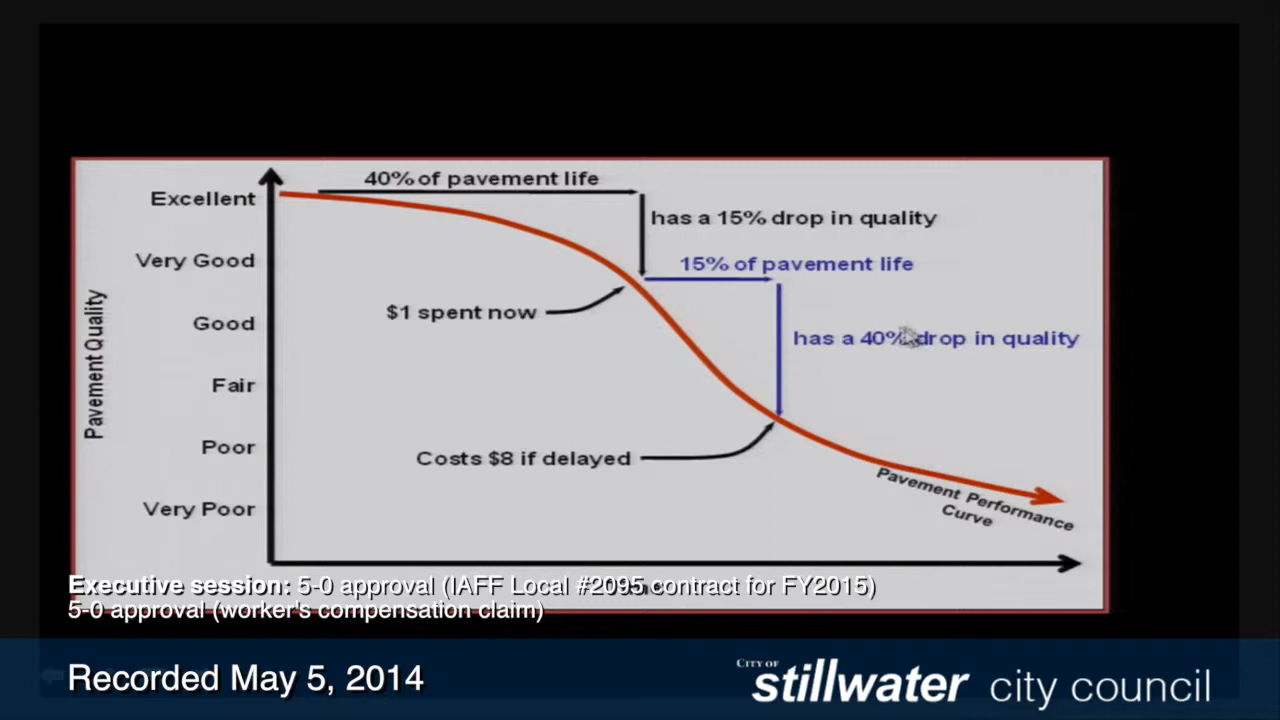 40% of pavement life
Excellent
has a 15% drop in quality
Very Good
15% of pavement life
$1 spent now
Good
has a 40% drop in quality
Fair
Pavement Quality
Poor
Costs $8 if delayed
Pavement Performance
Curve
Very Poor
Executive session: 5-0 approval (IAFF Local #2095 contract for FY2015)
5-0 approval (worker's compensation claim)
Recorded May 5, 2014
CITY OF
stillwater city council